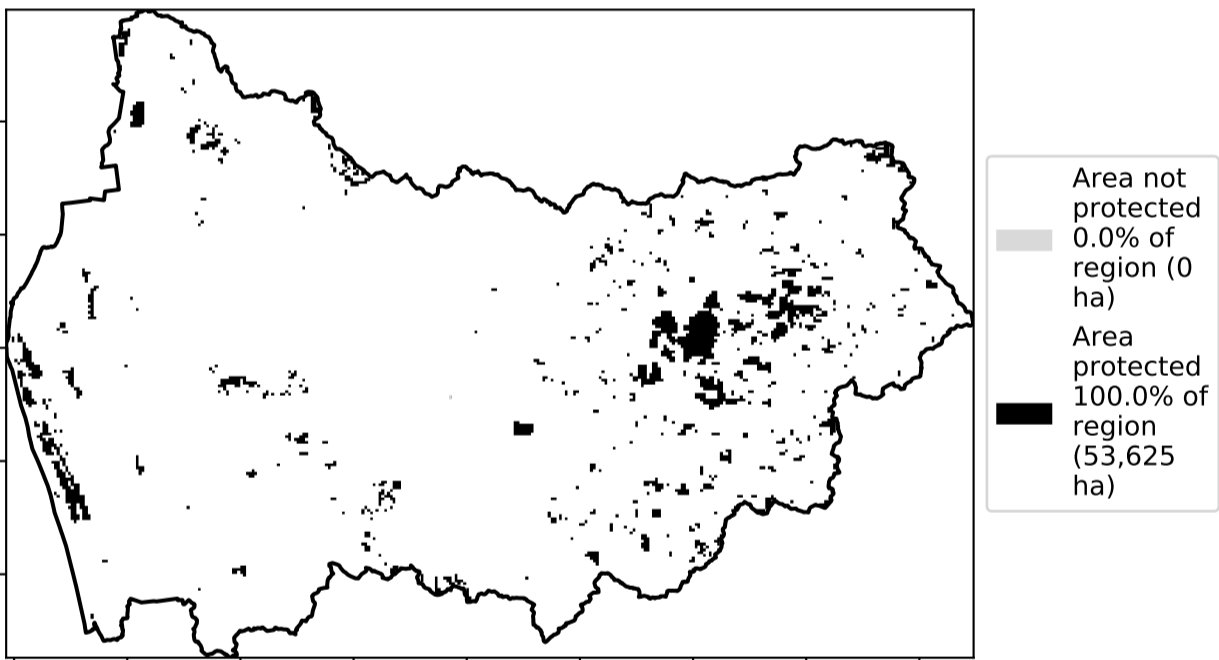 Area not
protected
0.0% of
region (0
ha)
Area
protected
100.0% of
region
(53,625
ha)